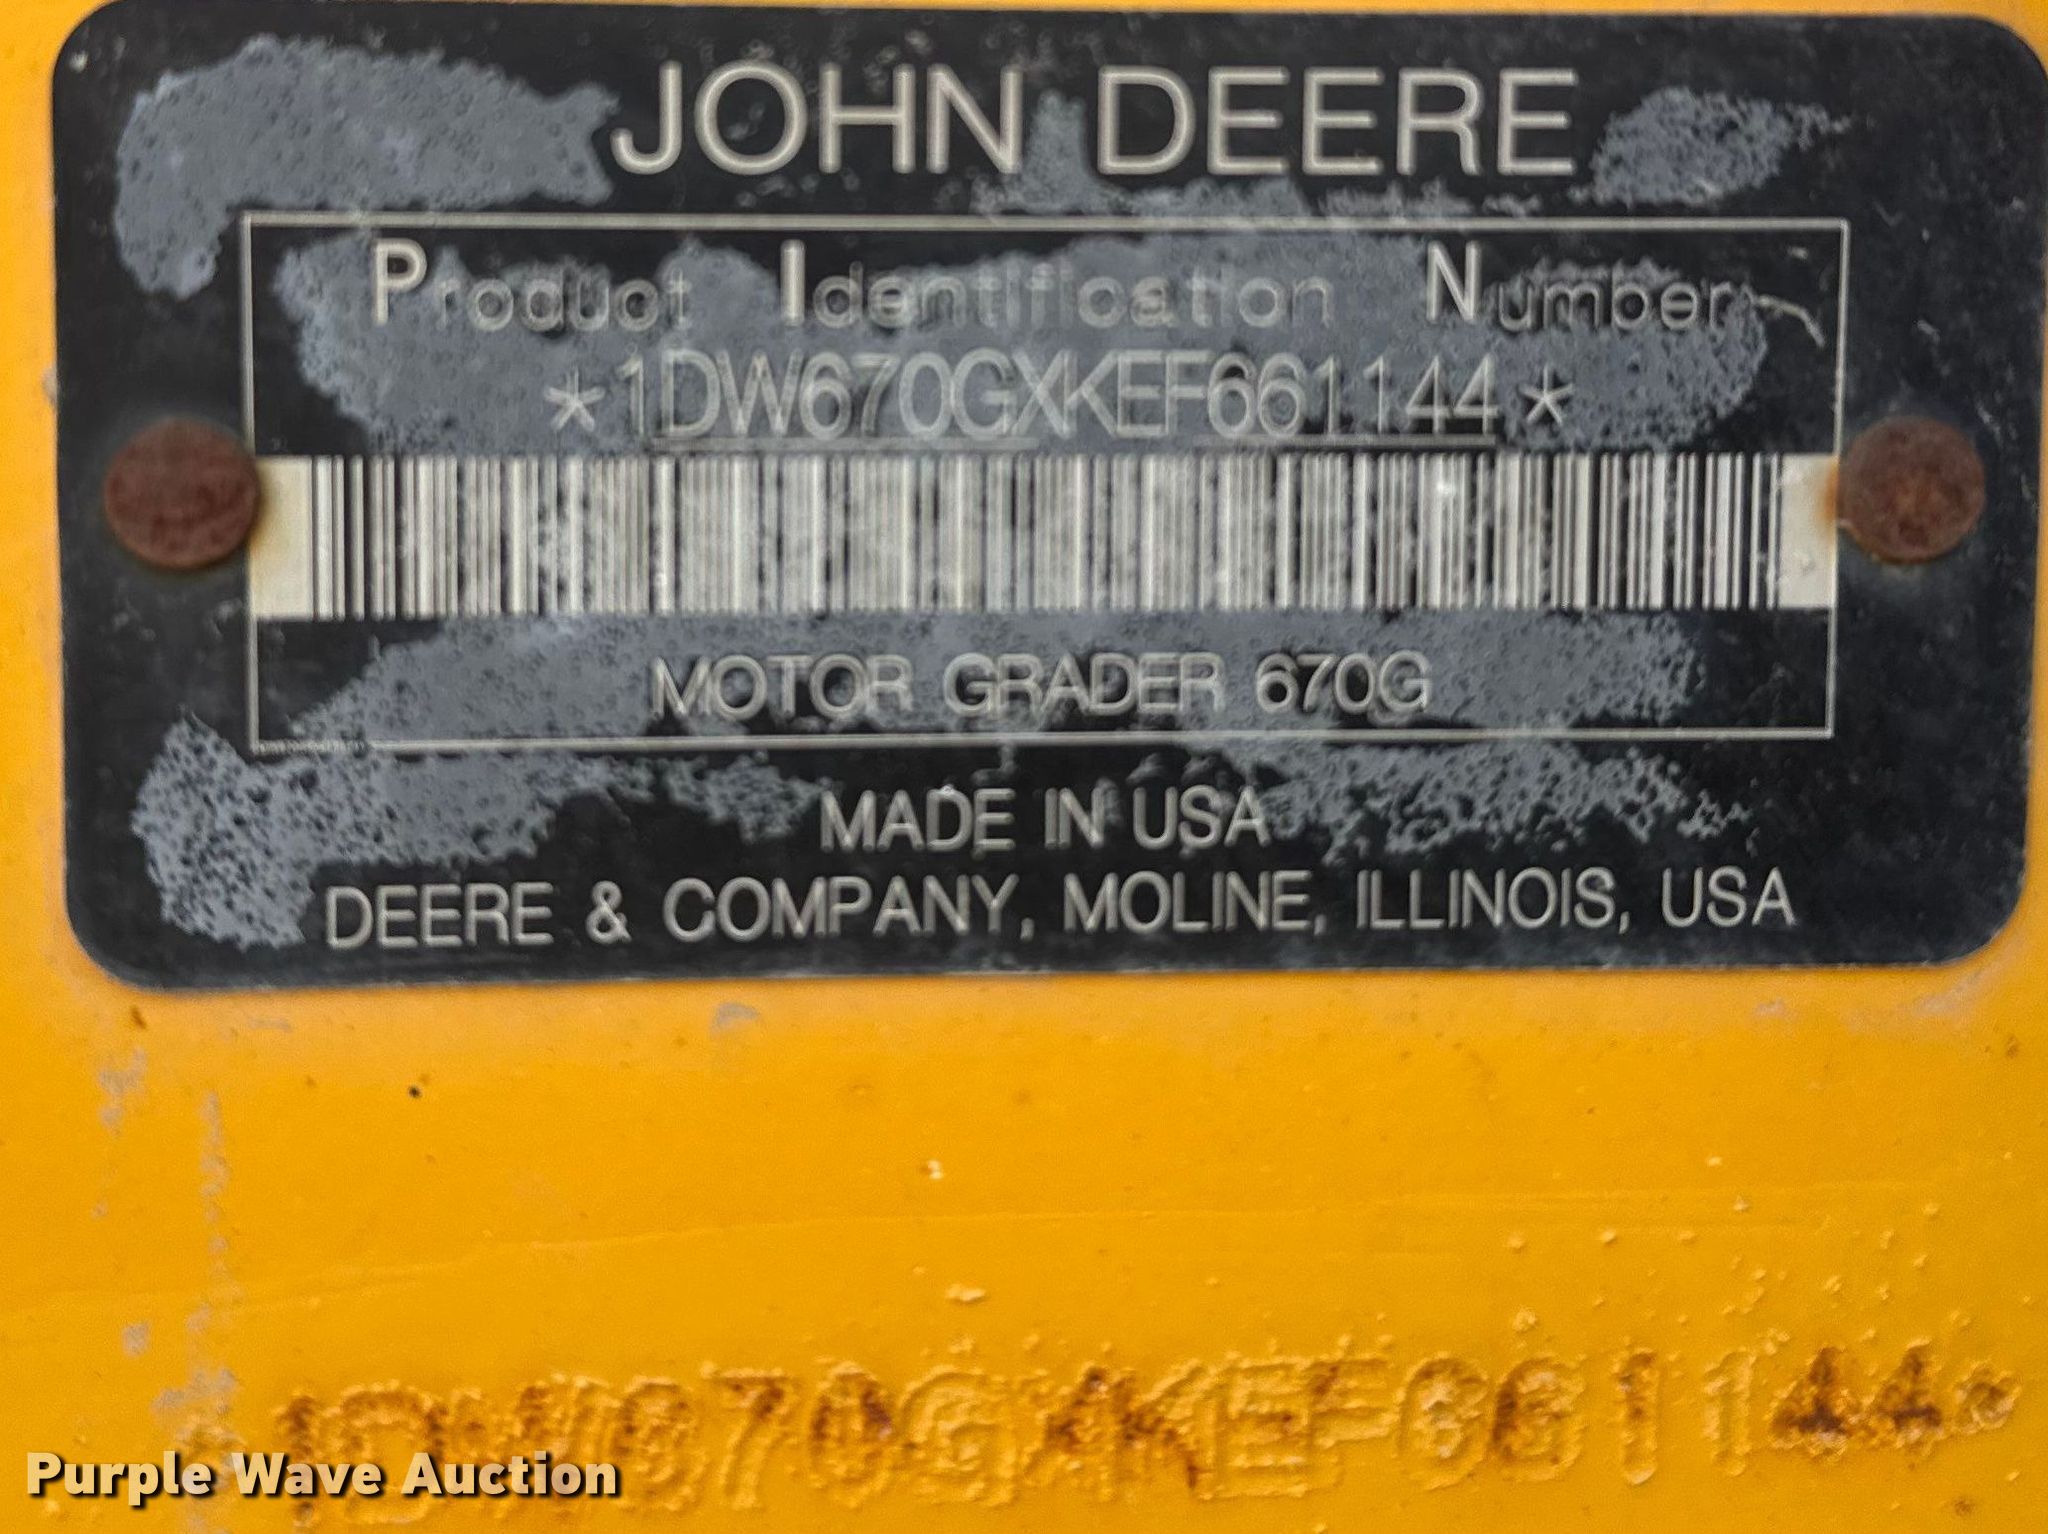 JOHN DEERE
Product Identification Number
*1DW670GXKEF661144*
MOTOR GRADER 670G
MADE IN USA
DEERE & COMPANY, MOLINE, ILLINOIS, USA
1DW670GXKEF661144*
Purple Wave Auction